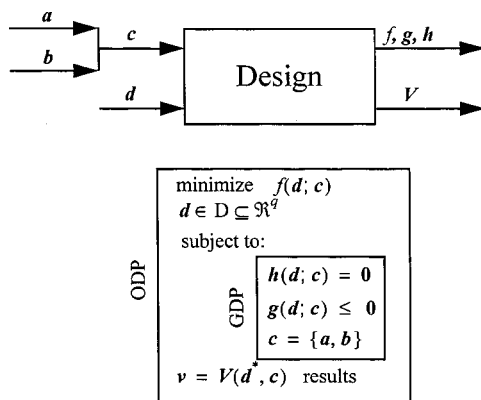 a
b
c
d
Design
f, g, h
V
ODP
minimize f(d; c)
d ∈ D ⊆ ℜ^q
subject to:
GDP
h(d; c) = 0
g(d; c) ≤ 0
c = {a, b}
v = V(d*, c) results